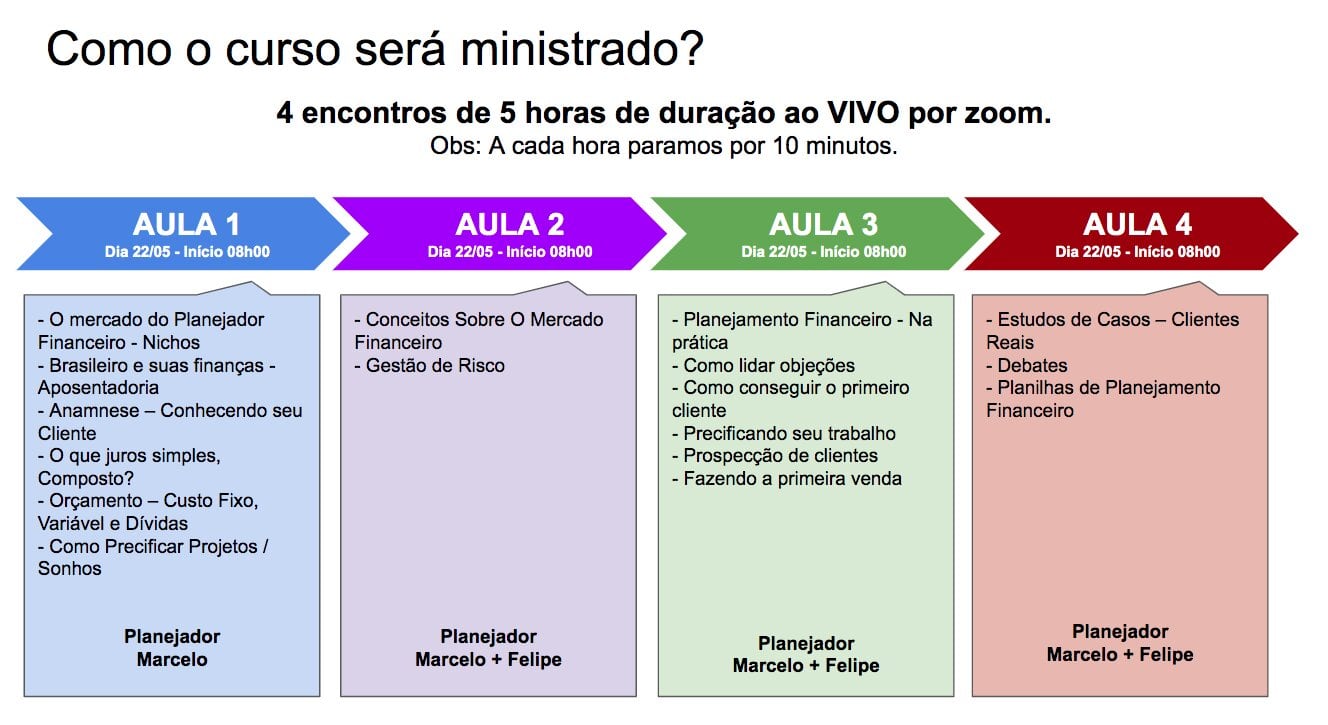 Como o curso será ministrado?
4 encontros de 5 horas de duração ao VIVO por zoom.
Obs: A cada hora paramos por 10 minutos.
AULA 1
Dia 22/05 - Início 08h00
- O mercado do Planejador
Financeiro - Nichos
- Brasileiro e suas finanças -
Aposentadoria
- Anamnese – Conhecendo seu
Cliente
- O que juros simples,
Composto?
- Orçamento – Custo Fixo,
Variável e Dívidas
- Como Precificar Projetos /
Sonhos
Planejador
Marcelo
AULA 2
Dia 22/05 - Início 08h00
- Conceitos Sobre O Mercado
Financeiro
- Gestão de Risco
Planejador
Marcelo + Felipe
AULA 3
Dia 22/05 - Início 08h00
- Planejamento Financeiro - Na
prática
- Como lidar objeções
- Como conseguir o primeiro
cliente
- Precificando seu trabalho
- Prospecção de clientes
- Fazendo a primeira venda
Planejador
Marcelo + Felipe
AULA 4
Dia 22/05 - Início 08h00
- Estudos de Casos – Clientes
Reais
- Debates
- Planilhas de Planejamento
Financeiro
Planejador
Marcelo + Felipe